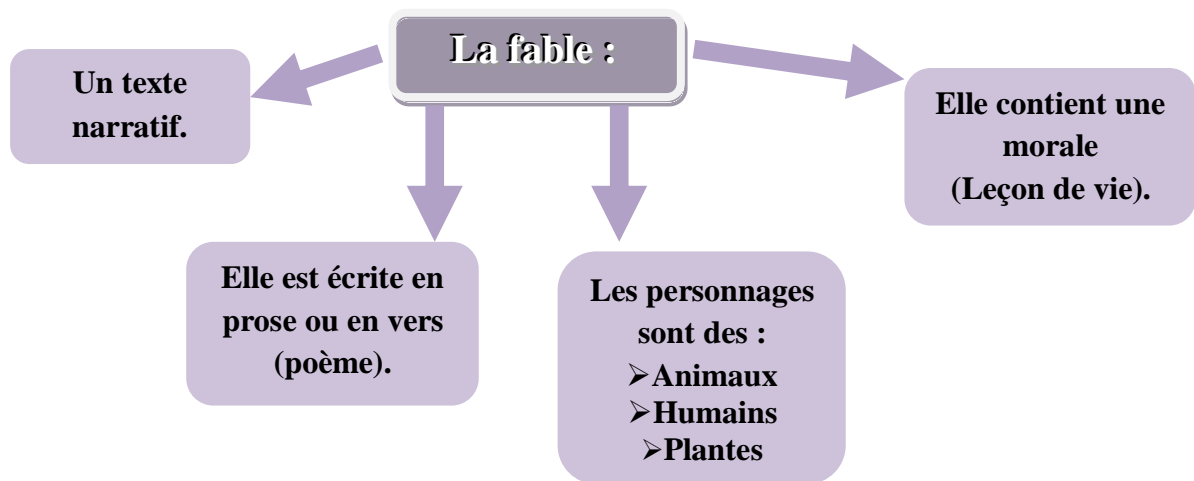 La fable :
Un texte
narratif.
Elle est écrite en
prose ou en vers
(poème).
Les personnages
sont des :
➢Animaux
➢Humains
➢Plantes
Elle contient une
morale
(Leçon de vie).